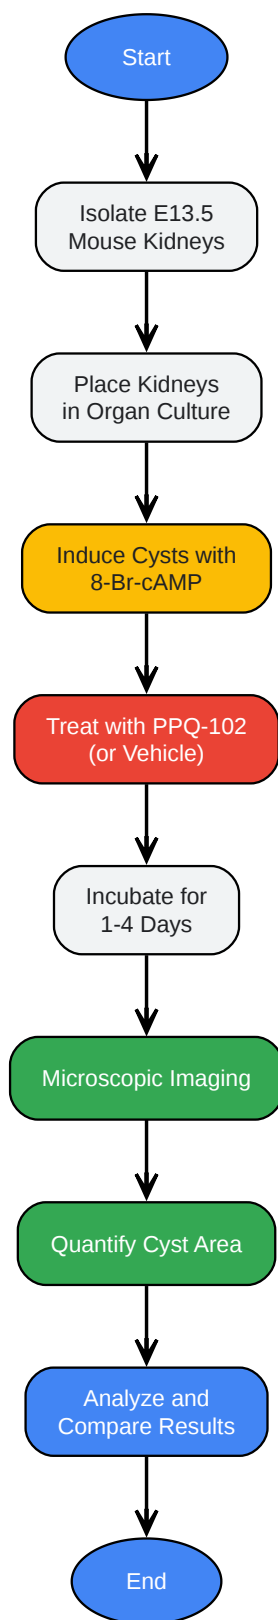 Start
Isolate E13.5
Mouse Kidneys
Place Kidneys
in Organ Culture
Induce Cysts with
8-Br-cAMP
Treat with PPQ-102
(or Vehicle)
Incubate for
1-4 Days
Microscopic Imaging
Quantify Cyst Area
Analyze and
Compare Results
End